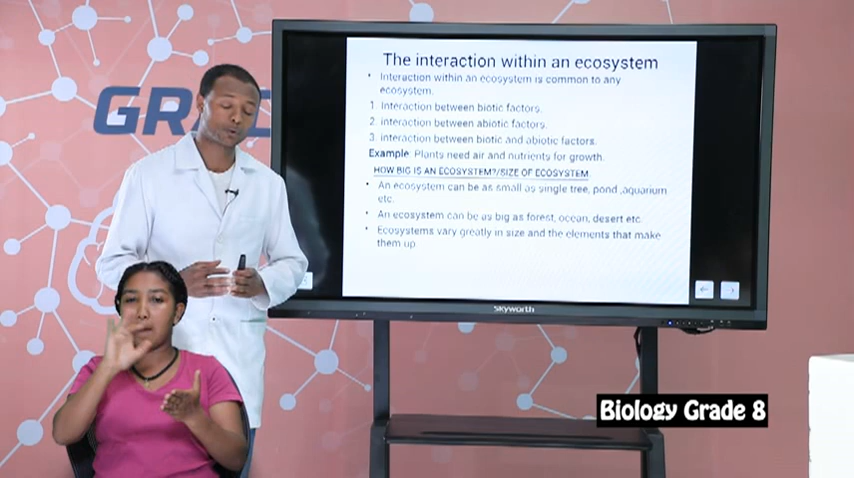 GRA
The interaction within an ecosystem
• Interaction within an ecosystem is common to any
ecosystem.
1. Interaction between biotic factors.
2. interaction between abiotic factors.
3. interaction between biotic and abiotic factors.
Example: Plants need air and nutrients for growth.
HOW BIG IS AN ECOSYSTEM?/SIZE OF ECOSYSTEM.
• An ecosystem can be as small as single tree, pond ,aquarium
etc.
• An ecosystem can be as big as forest, ocean, desert etc.
• Ecosystems vary greatly in size and the elements that make
them up
Skyworth
Biology Grade 8